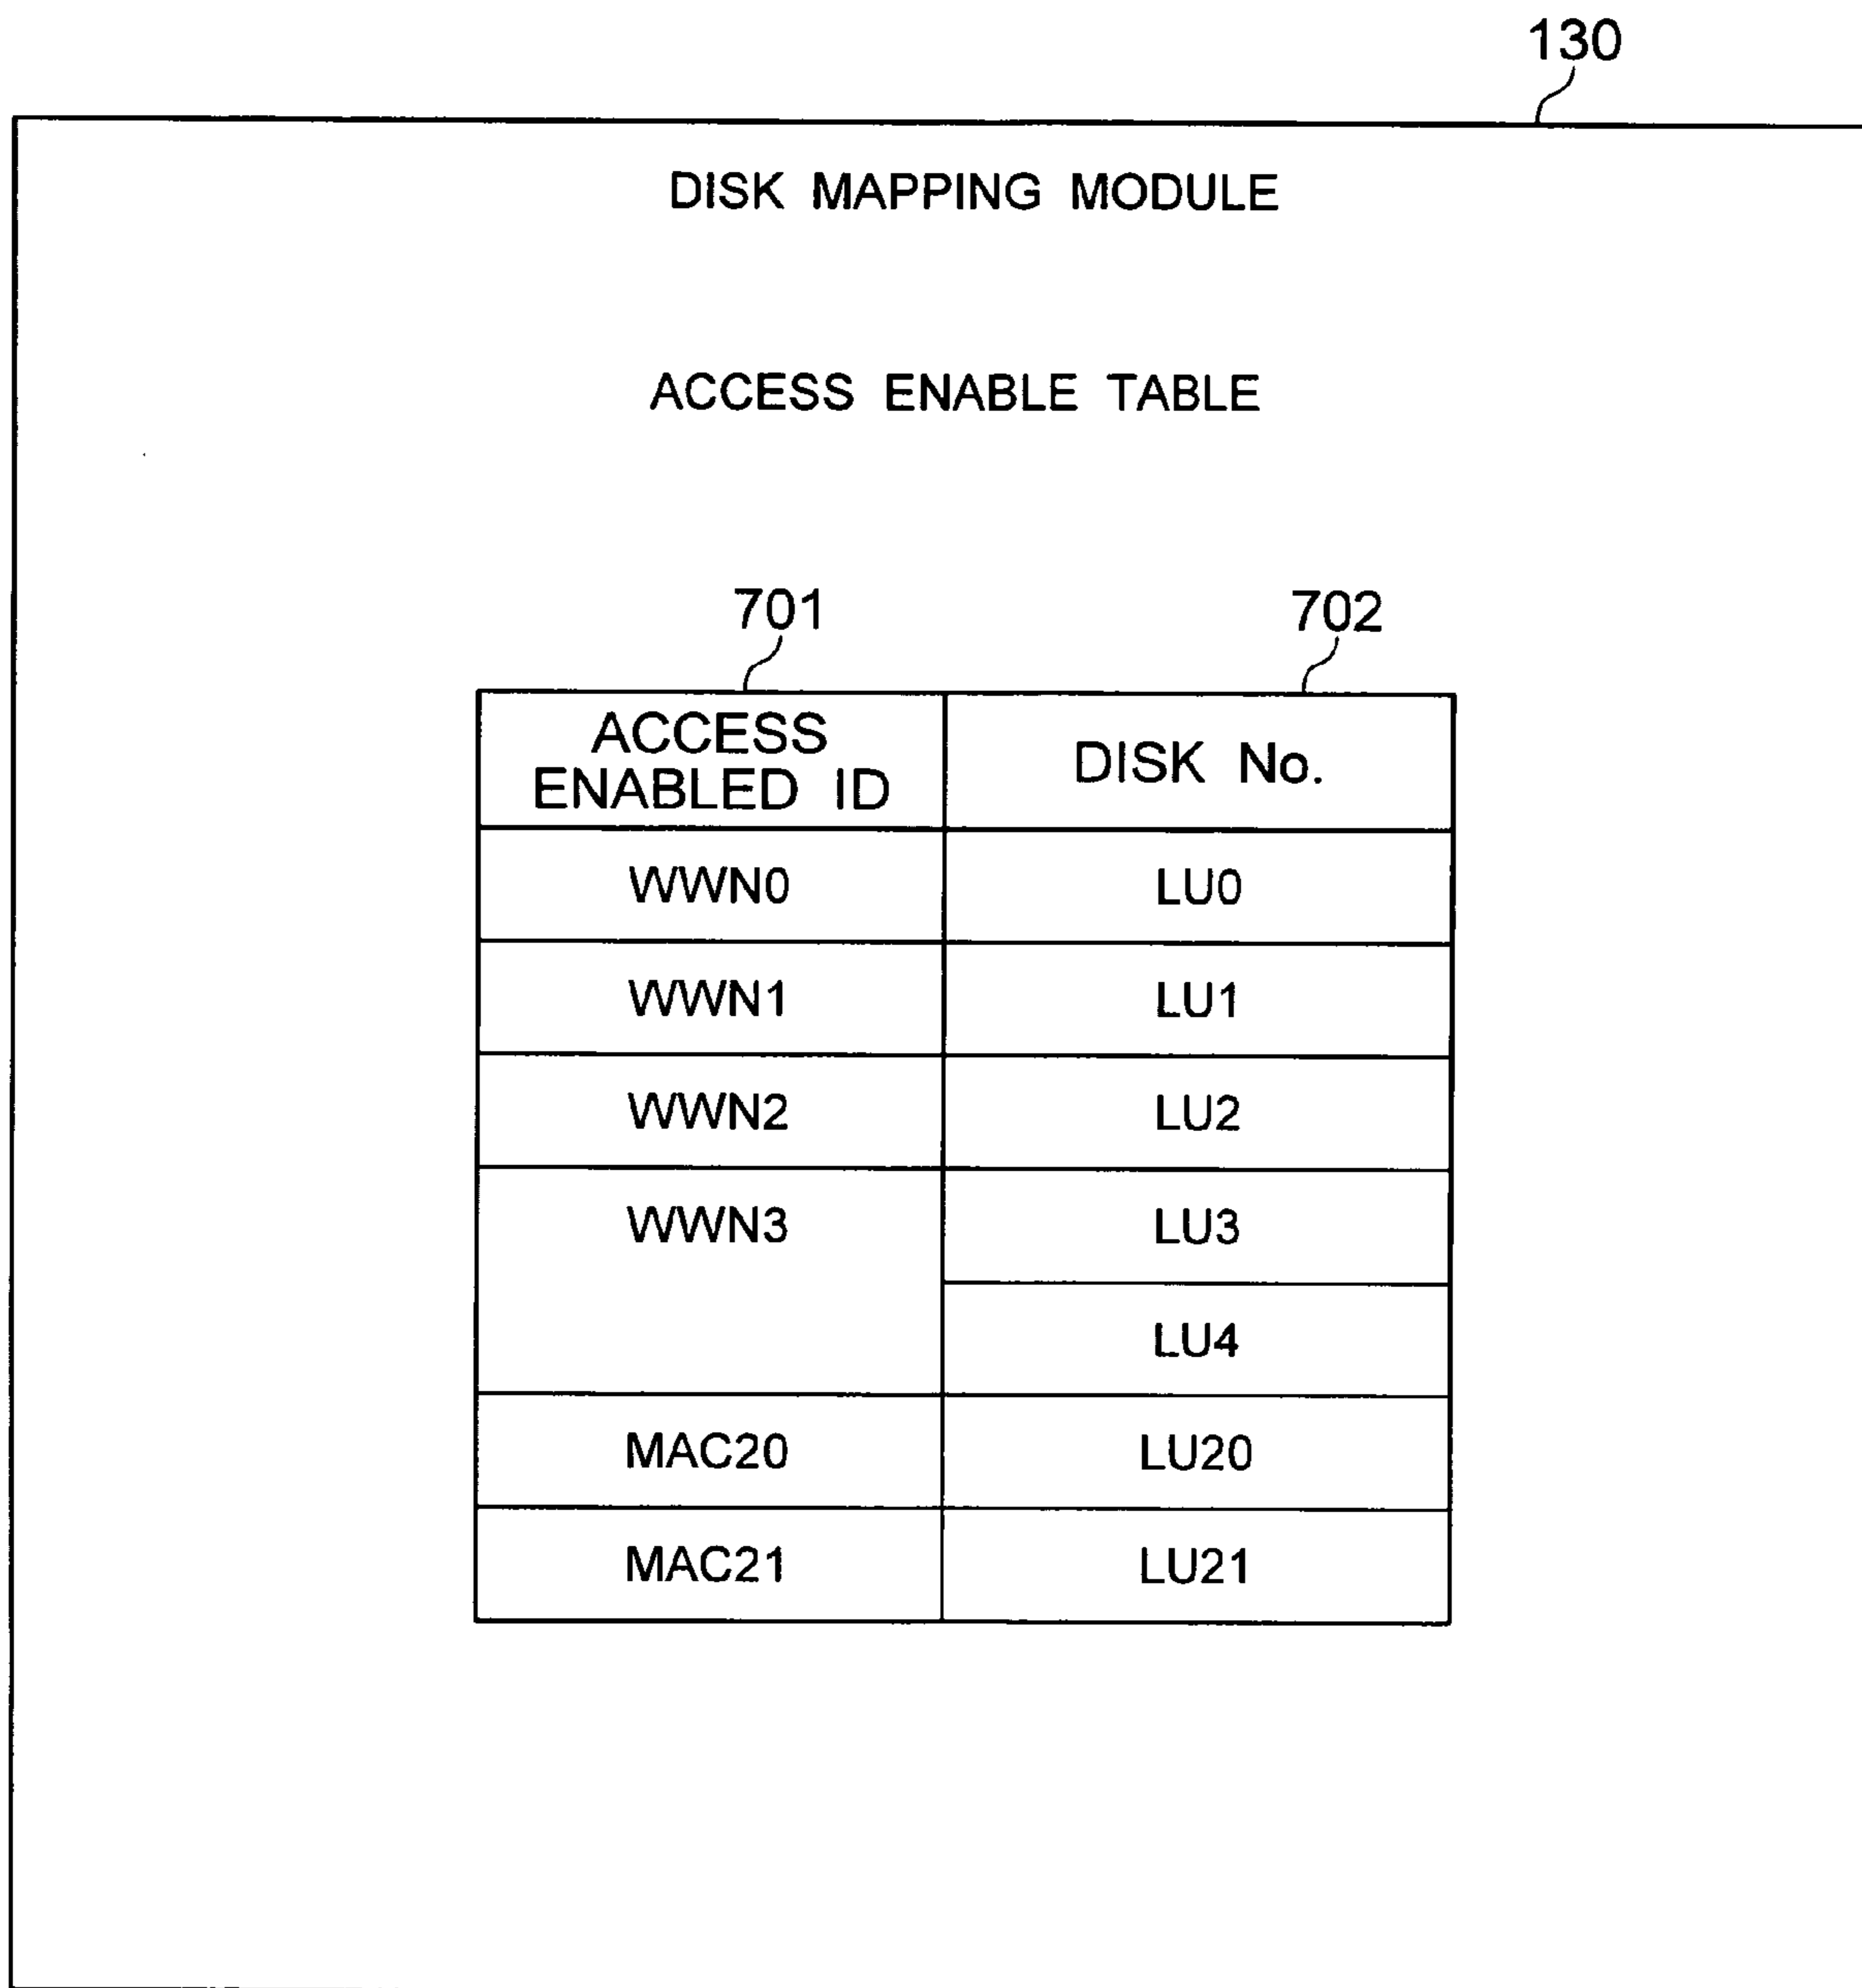 130
DISK MAPPING MODULE
ACCESS ENABLE TABLE
701 702
ACCESS
ENABLED ID
DISK No.
WWN0 LU0
WWN1 LU1
WWN2 LU2
WWN3 LU3
LU4
MAC20 LU20
MAC21 LU21